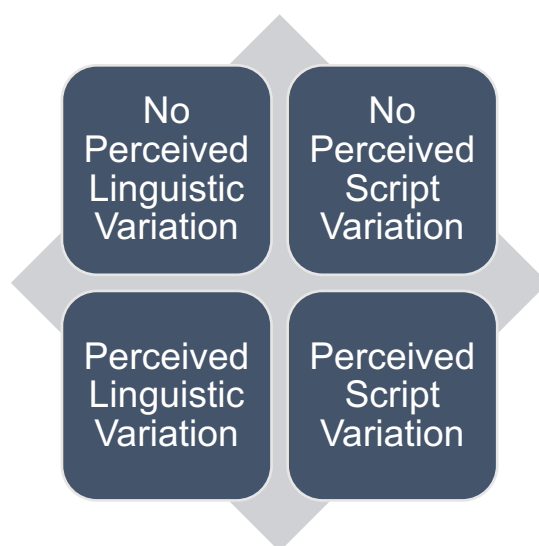 No
Perceived
Linguistic
Variation
No
Perceived
Script
Variation
Perceived
Linguistic
Variation
Perceived
Script
Variation